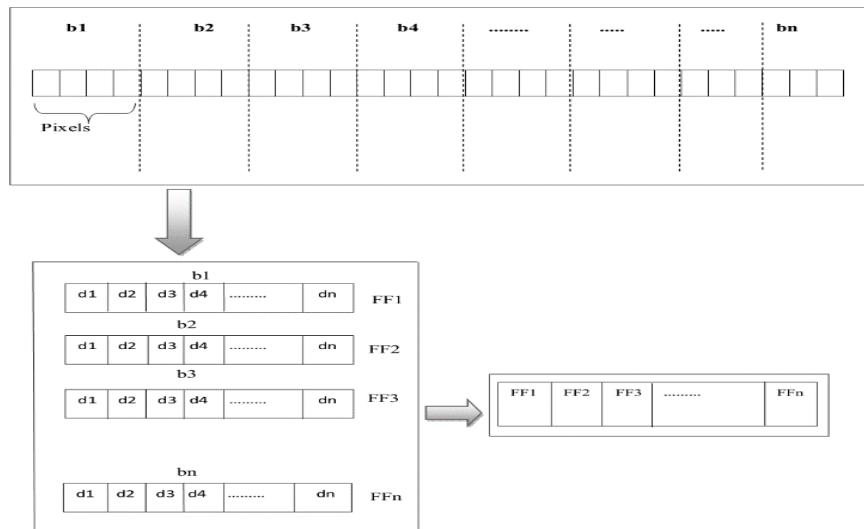 b1 b2 b3 b4 ........ ..... ..... bn
Pixels
b1
d1 d2 d3 d4 ......... dn FF1
b2
d1 d2 d3 d4 ......... dn FF2
b3
d1 d2 d3 d4 ......... dn FF3
bn
d1 d2 d3 d4 ......... dn FFn
FF1 FF2 FF3 ......... FFn